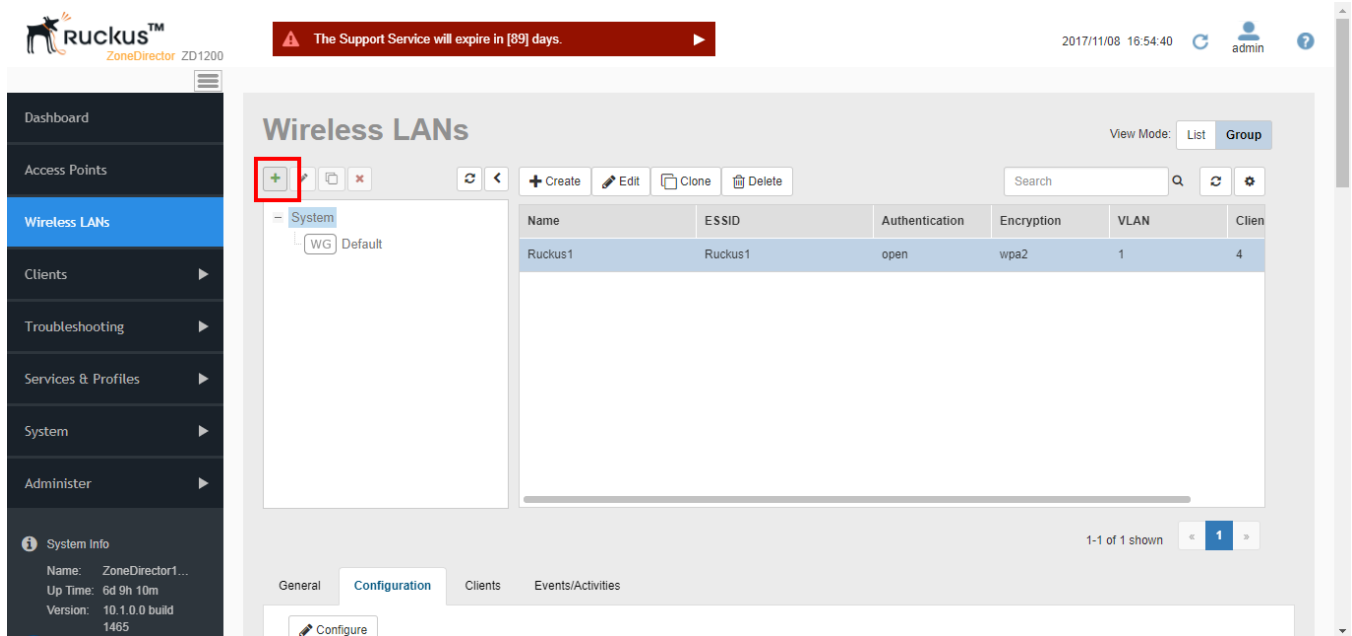 Ruckus™
ZoneDirector ZD1200
The Support Service will expire in [89] days.
2017/11/08 16:54:40
admin
Dashboard
Access Points
Wireless LANs
Clients
Troubleshooting
Services & Profiles
System
Administer
System Info
Name: ZoneDirector1...
Up Time: 6d 9h 10m
Version: 10.1.0.0 build
1465
Wireless LANs
View Mode: List Group
Create Edit Clone Delete
Search
System
WG Default
Name ESSID Authentication Encryption VLAN Clien
Ruckus1 Ruckus1 open wpa2 1 4
1-1 of 1 shown « 1 »
General Configuration Clients Events/Activities
Configure